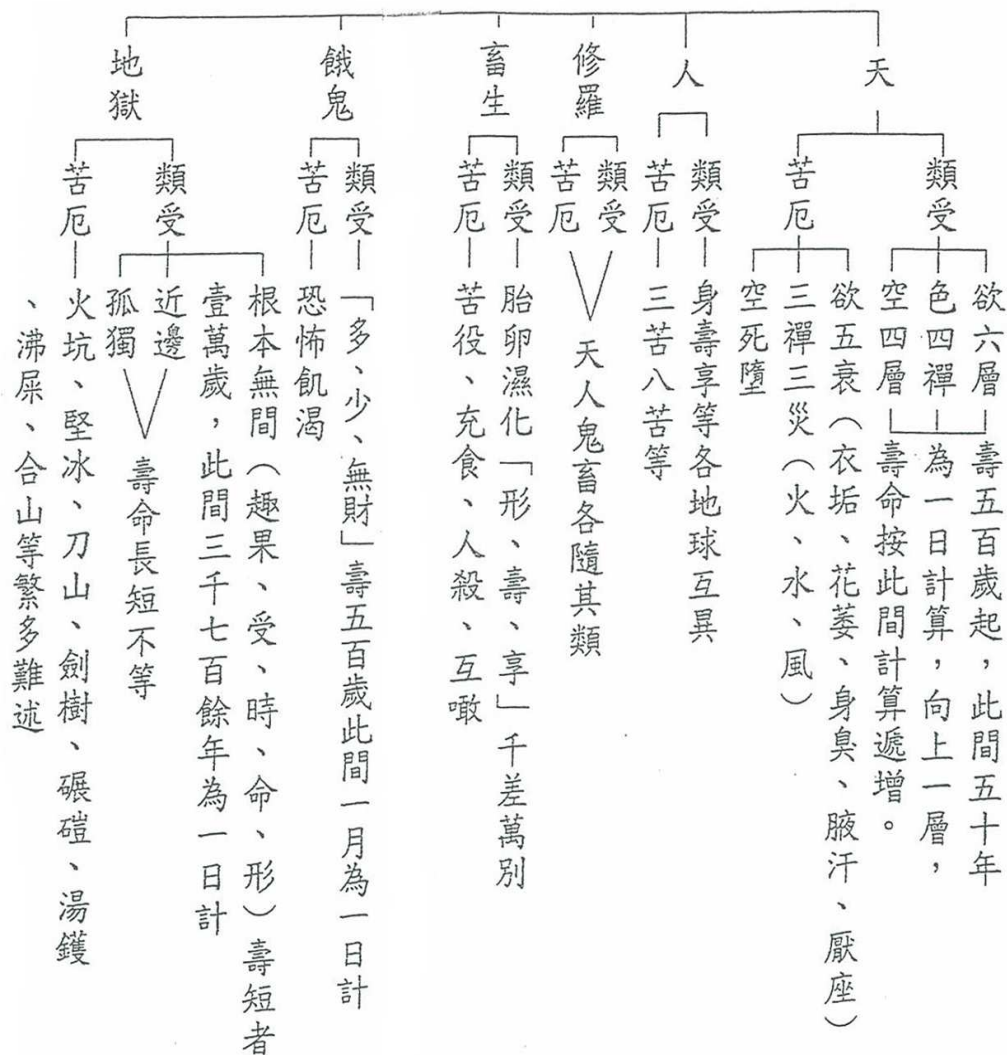 天
類受
欲六層
色四禪
空四層
壽五百歲起，此間五十年
為一日計算，向上一層，
壽命按此間計算遞增。
苦厄
欲五衰（衣垢、花萎、身臭、腋汗、厭座）
三禪三災（火、水、風）
空死墮
人
類受
身壽享等各地球互異
苦厄
三苦八苦等
修羅
類受
苦厄
天人鬼畜各隨其類
畜生
類受
胎卵濕化「形、壽、享」千差萬別
苦厄
苦役、充食、人殺、互噉
餓鬼
類受
「多、少、無財」壽五百歲此間一月為一日計
苦厄
恐怖飢渴
地獄
類受
根本無間（趣果、受、時、命、形）壽短者
壹萬歲，此間三千七百餘年為一日計
近邊
孤獨
壽命長短不等
苦厄
火坑、堅冰、刀山、劍樹、碾磑、湯鑊
、沸屎、合山等繁多難述